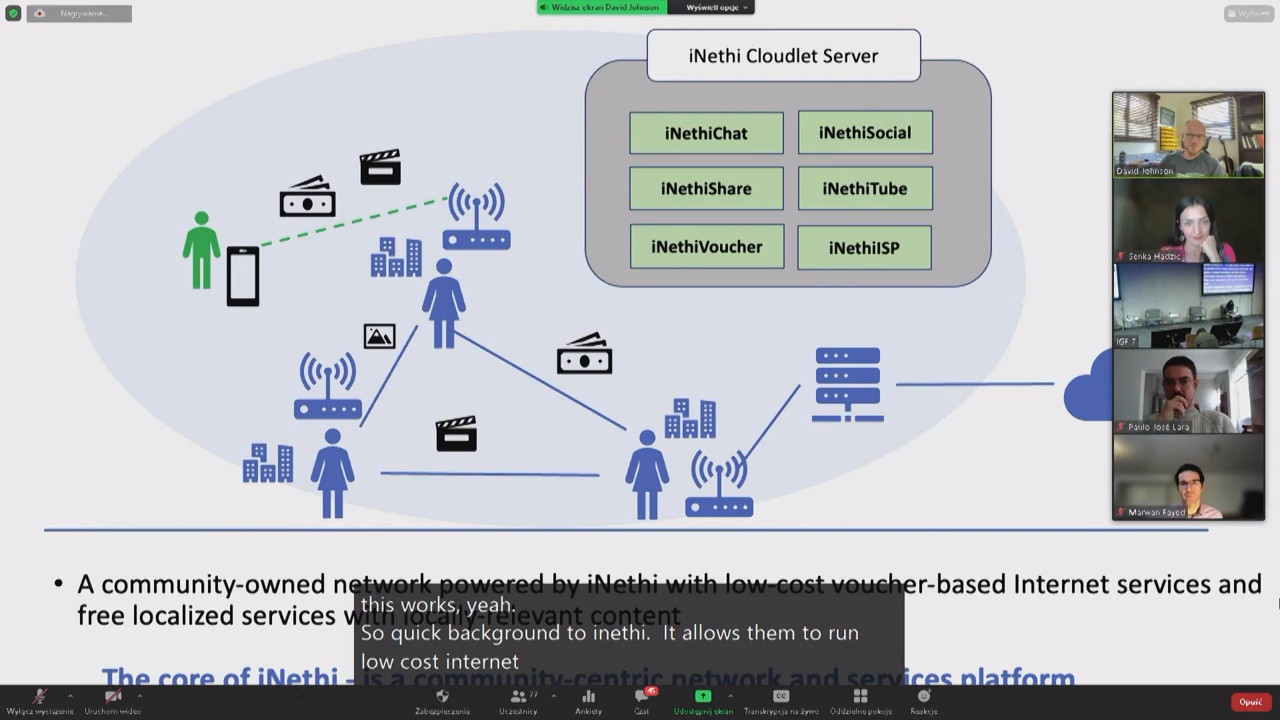 Nagrywanie...
Widzisz ekran David Johnson
Wyświetl opcje
Wyświetl
iNethi Cloudlet Server
iNethiChat
iNethiSocial
iNethiShare
iNethiTube
iNethiVoucher
iNethiISP
David Johnson
Senka Hadzic
IGF 7
Paulo José Lara
Marwan Fayed
• A community-owned network powered by iNethi with low-cost voucher-based Internet services and
free localized services with locally-relevant content
this works, yeah.
So quick background to inethi. It allows them to run
low cost internet
The core of iNethi - is a community-centric network and services platform
Wyłącz wyciszenie
Uruchom wideo
Zabezpieczenia
Uczestnicy
27
Ankiety
Czat
Udostępnij ekran
CC
Transkrypcja na żywo
Oddzielne pokoje
Reakcje
Opuść